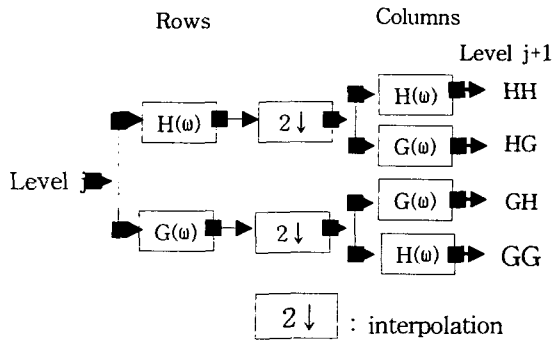 Rows Columns
Level j+1
H(ω) 2↓ H(ω) HH
G(ω) HG
Level j
G(ω) 2↓ G(ω) GH
H(ω) GG
2↓ : interpolation